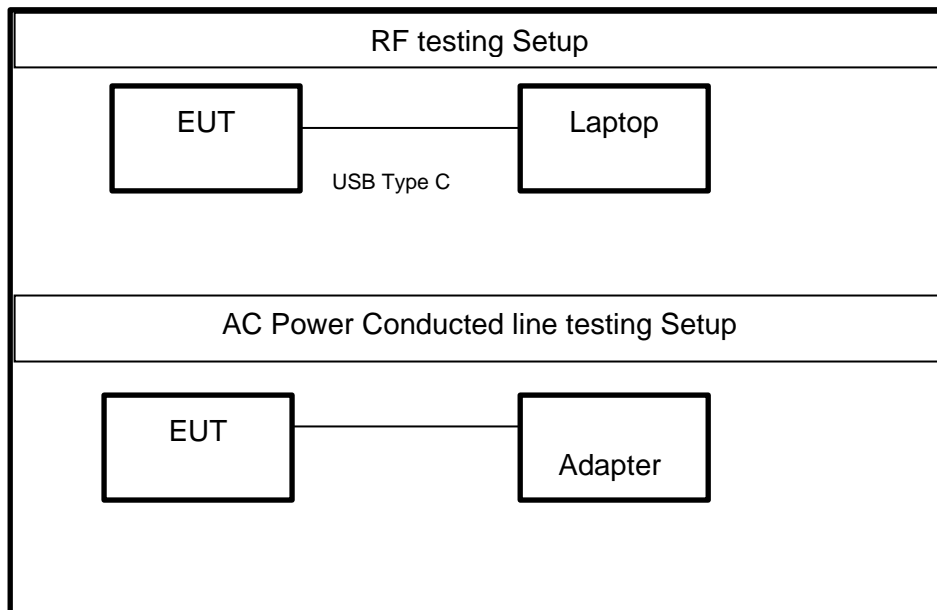 RF testing Setup
EUT
Laptop
USB Type C
AC Power Conducted line testing Setup
EUT
Adapter